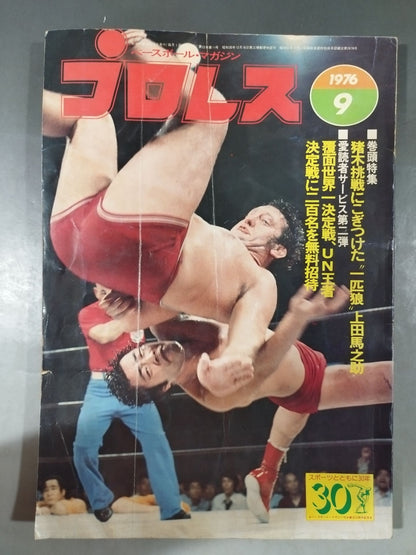 ベースボール・マガジン
プロレス
1976
9
■巻頭特集
猪木挑戦にこぎつけた“一匹狼”上田馬之助
■愛読者サービス第二弾
覆面世界一決定戦、UN王者
決定戦に二百名を無料招待
スポーツとともに30年
30